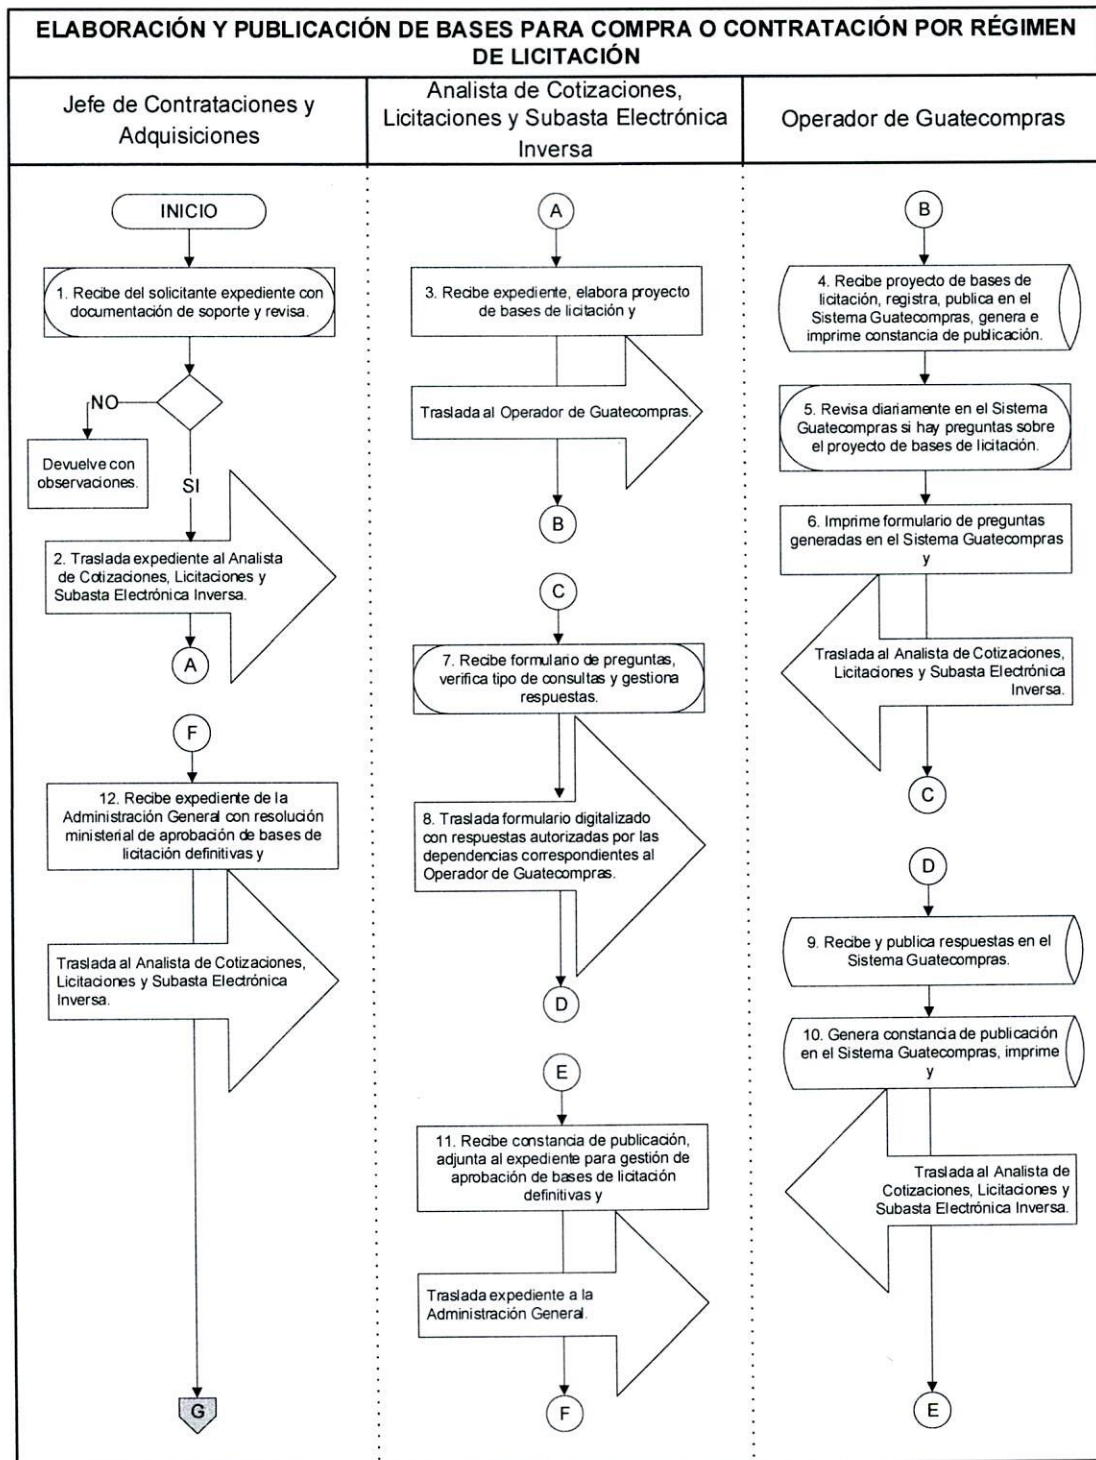 ELABORACIÓN Y PUBLICACIÓN DE BASES PARA COMPRA O CONTRATACIÓN POR RÉGIMEN
DE LICITACIÓN
Jefe de Contrataciones y
Adquisiciones
Analista de Cotizaciones,
Licitaciones y Subasta Electrónica
Inversa
Operador de Guatecompras
INICIO
1. Recibe del solicitante expediente con
documentación de soporte y revisa.
NO
Devuelve con
observaciones.
SI
2. Traslada expediente al Analista
de Cotizaciones, Licitaciones y
Subasta Electrónica Inversa.
A
F
12. Recibe expediente de la
Administración General con resolución
ministerial de aprobación de bases de
licitación definitivas y
Traslada al Analista de Cotizaciones,
Licitaciones y Subasta Electrónica
Inversa.
G
A
3. Recibe expediente, elabora proyecto
de bases de licitación y
Traslada al Operador de Guatecompras.
B
C
7. Recibe formulario de preguntas,
verifica tipo de consultas y gestiona
respuestas.
8. Traslada formulario digitalizado
con respuestas autorizadas por las
dependencias correspondientes al
Operador de Guatecompras.
D
E
11. Recibe constancia de publicación,
adjunta al expediente para gestión de
aprobación de bases de licitación
definitivas y
Traslada expediente a la
Administración General.
F
B
4. Recibe proyecto de bases de
licitación, registra, publica en el
Sistema Guatecompras, genera e
imprime constancia de publicación.
5. Revisa diariamente en el Sistema
Guatecompras si hay preguntas sobre
el proyecto de bases de licitación.
6. Imprime formulario de preguntas
generadas en el Sistema Guatecompras
y
Traslada al Analista de Cotizaciones,
Licitaciones y Subasta Electrónica
Inversa.
C
D
9. Recibe y publica respuestas en el
Sistema Guatecompras.
10. Genera constancia de publicación
en el Sistema Guatecompras, imprime
y
Traslada al Analista de
Cotizaciones, Licitaciones y
Subasta Electrónica Inversa.
E